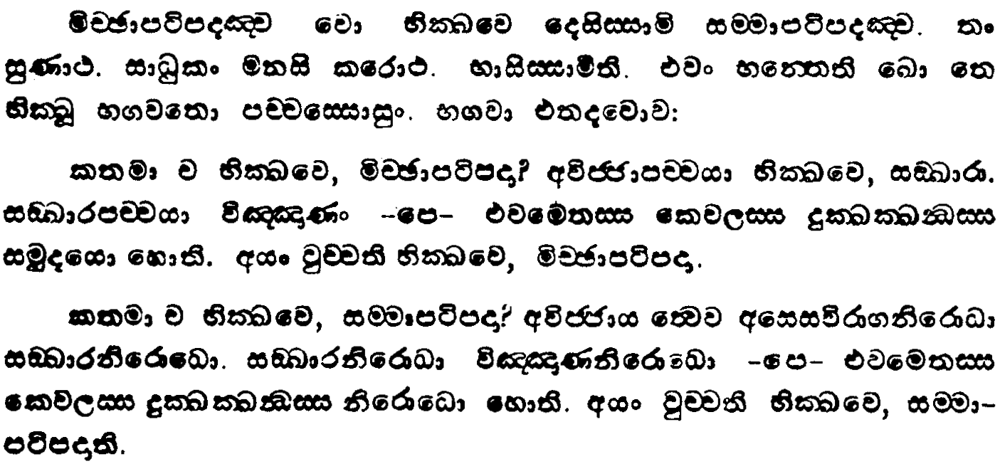 මිච්ඡාපටිපදඤ්ච වො භික්ඛවෙ දෙසිස්සාමි සම්මාපටිපදඤ්ච. තං
සුණාථ. සාධුකං මනසි කරොථ. භාසිස්සාමීති. එවං භන්තෙති ඛො තෙ
භික්ඛූ භගවතො පච්චස්සොසුං. භගවා එතදවොච:
කතමා ච භික්ඛවෙ, මිච්ඡාපටිපදා? අවිජ්ජාපච්චයා භික්ඛවෙ, සඞ්ඛාරා.
සඞ්ඛාරපච්චයා විඤ්ඤාණං -පෙ- එවමෙතස්ස කෙවලස්ස දුක්ඛක්ඛන්ධස්ස
සමුදයො හොති. අයං වුච්චති භික්ඛවෙ, මිච්ඡාපටිපදා.
කතමා ච භික්ඛවෙ, සම්මාපටිපදා? අවිජ්ජාය ත්වෙව අසෙසවිරාගනිරොධා
සඞ්ඛාරනිරොධො. සඞ්ඛාරනිරොධා විඤ්ඤාණනිරොධො -පෙ- එවමෙතස්ස
කෙවලස්ස දුක්ඛක්ඛන්ධස්ස නිරොධො හොති. අයං වුච්චති භික්ඛවෙ, සම්මා-
පටිපදාති.